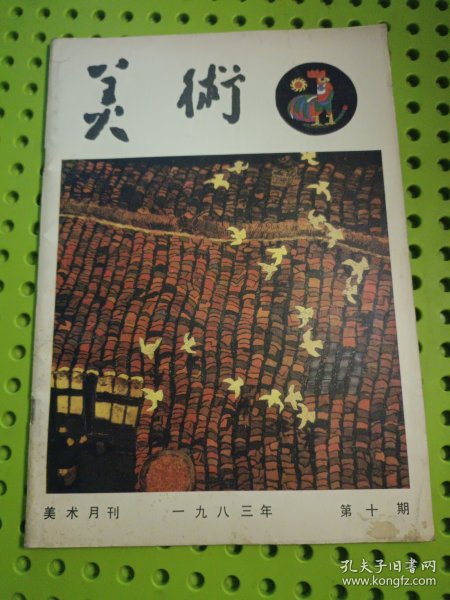 美術
美术月刊 一九八三年 第十期
孔夫子旧书网
www.kongfz.com